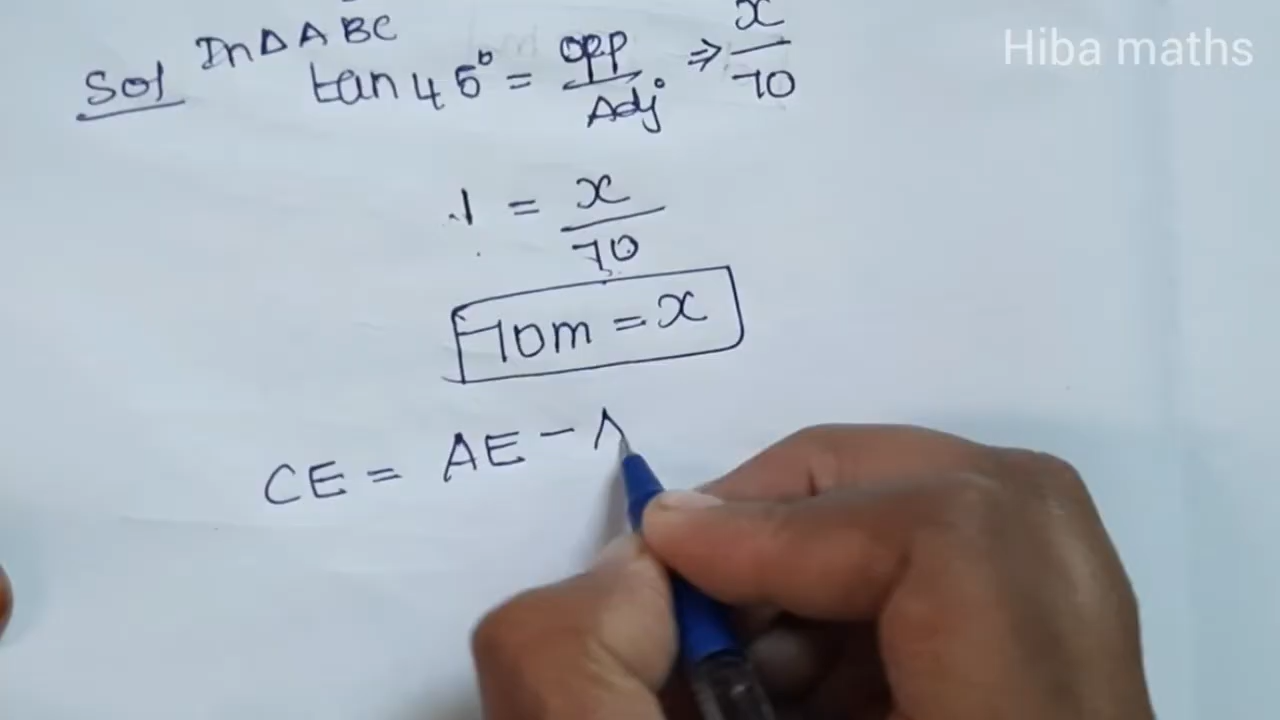 Hiba maths
In Δ ABC
Sol tan 45° = opp/Adj ⇒ x/70
1 = x/70
70m = x
CE = AE - A